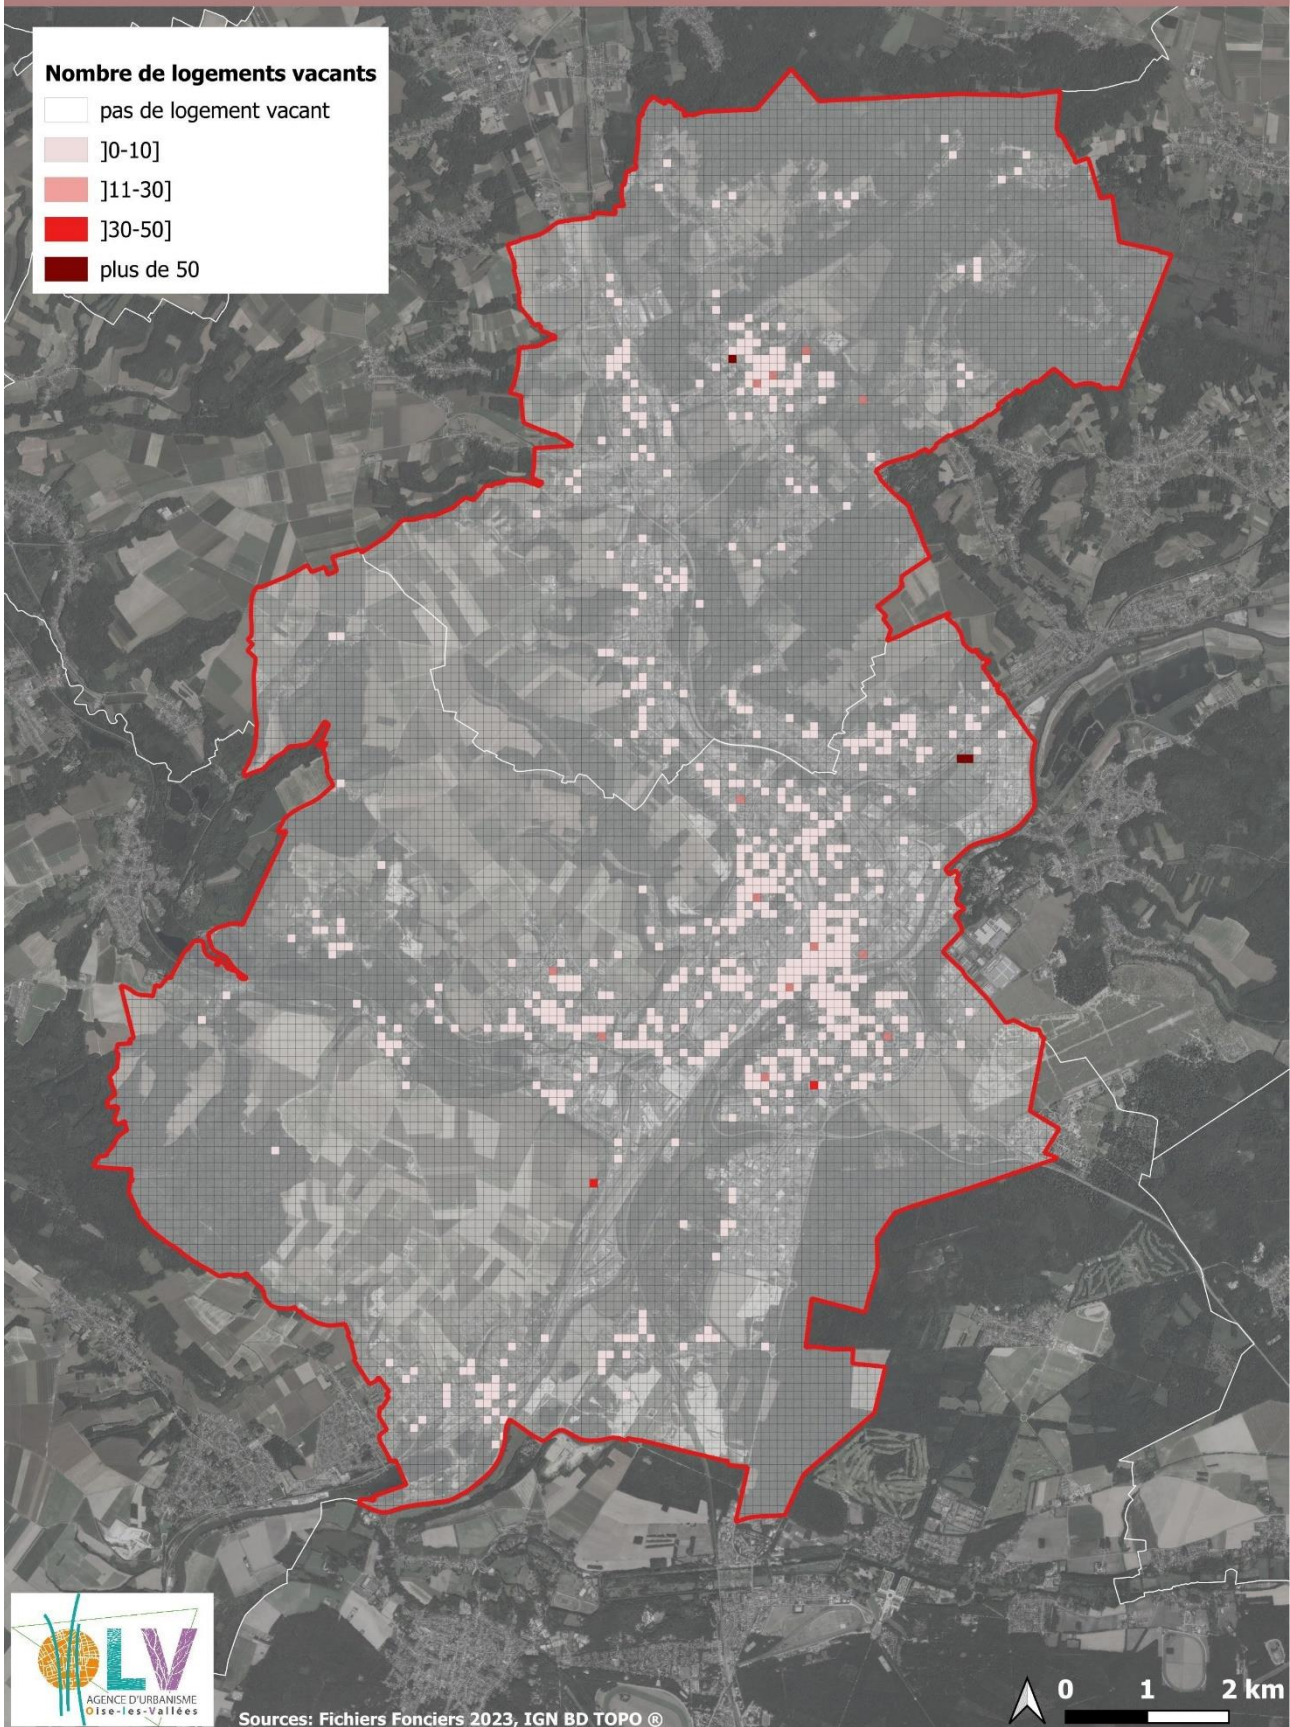 Nombre de logements vacants
pas de logement vacant
]0-10]
]11-30]
]30-50]
plus de 50
OLV
AGENCE D'URBANISME
Oise-les-Vallées
Sources: Fichiers Fonciers 2023, IGN BD TOPO ®
0 1 2 km